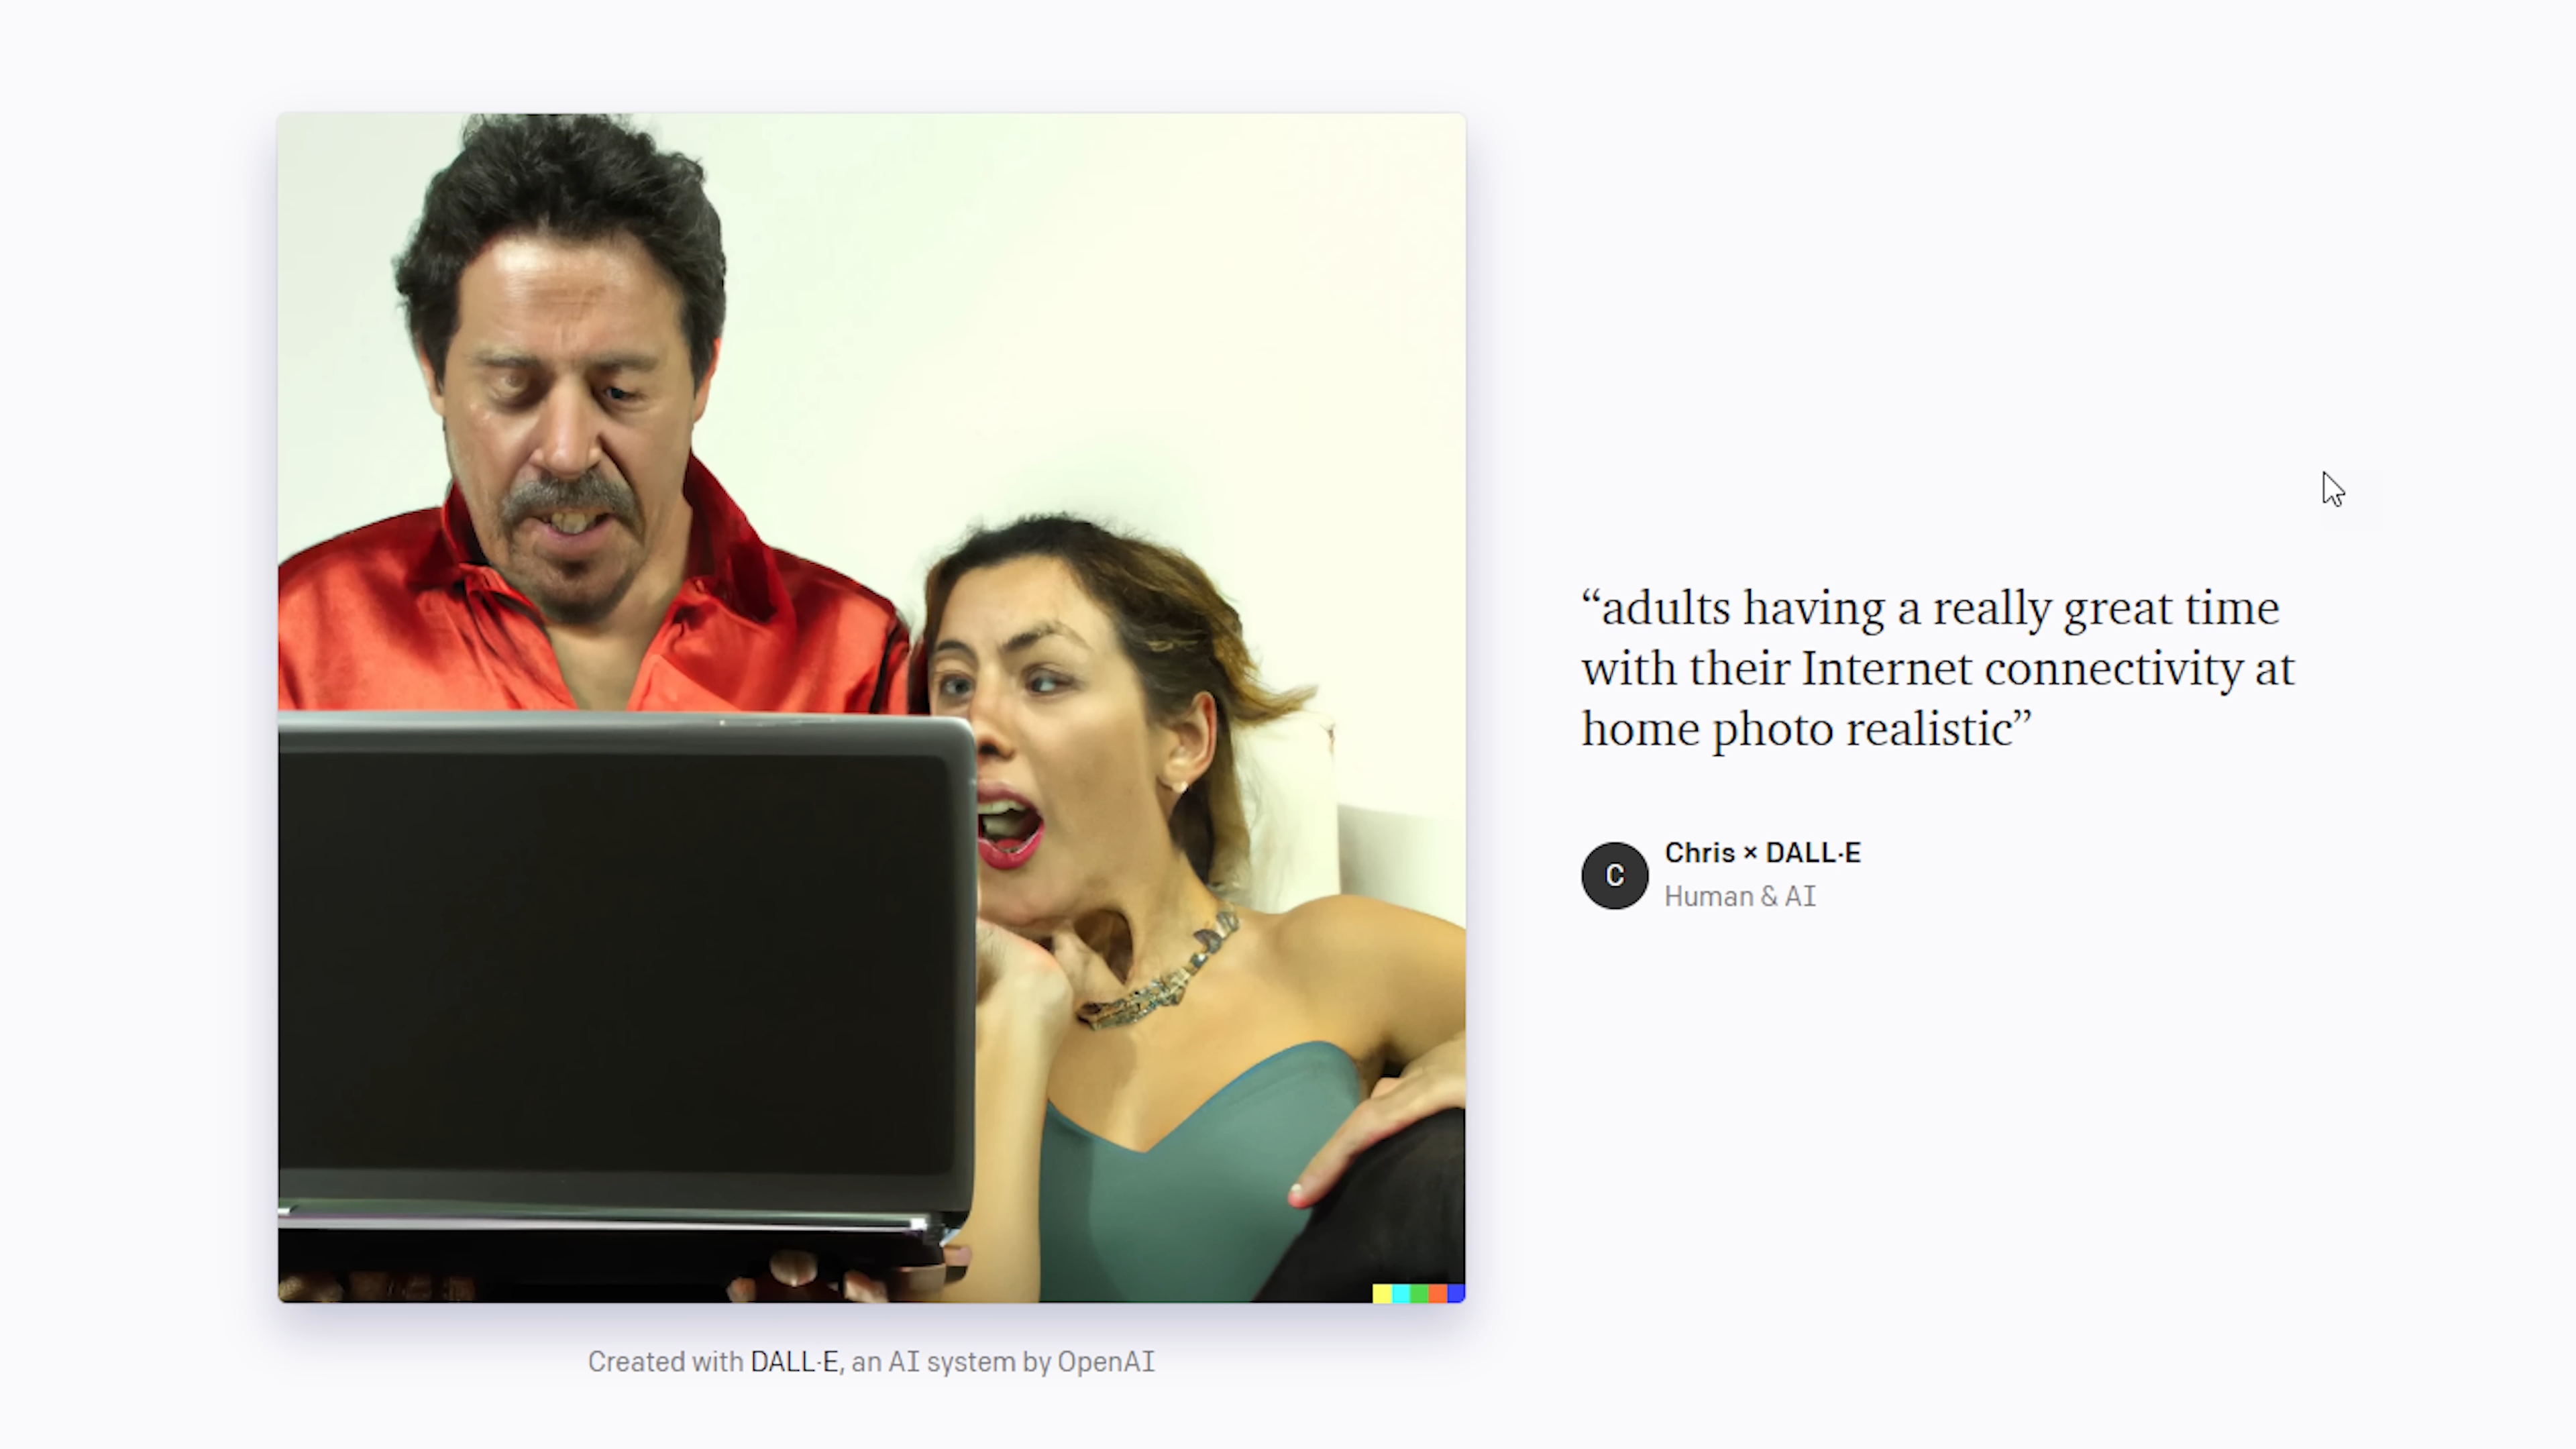 “adults having a really great time
with their Internet connectivity at
home photo realistic”
C
Chris × DALL·E
Human & AI
Created with DALL·E, an AI system by OpenAI